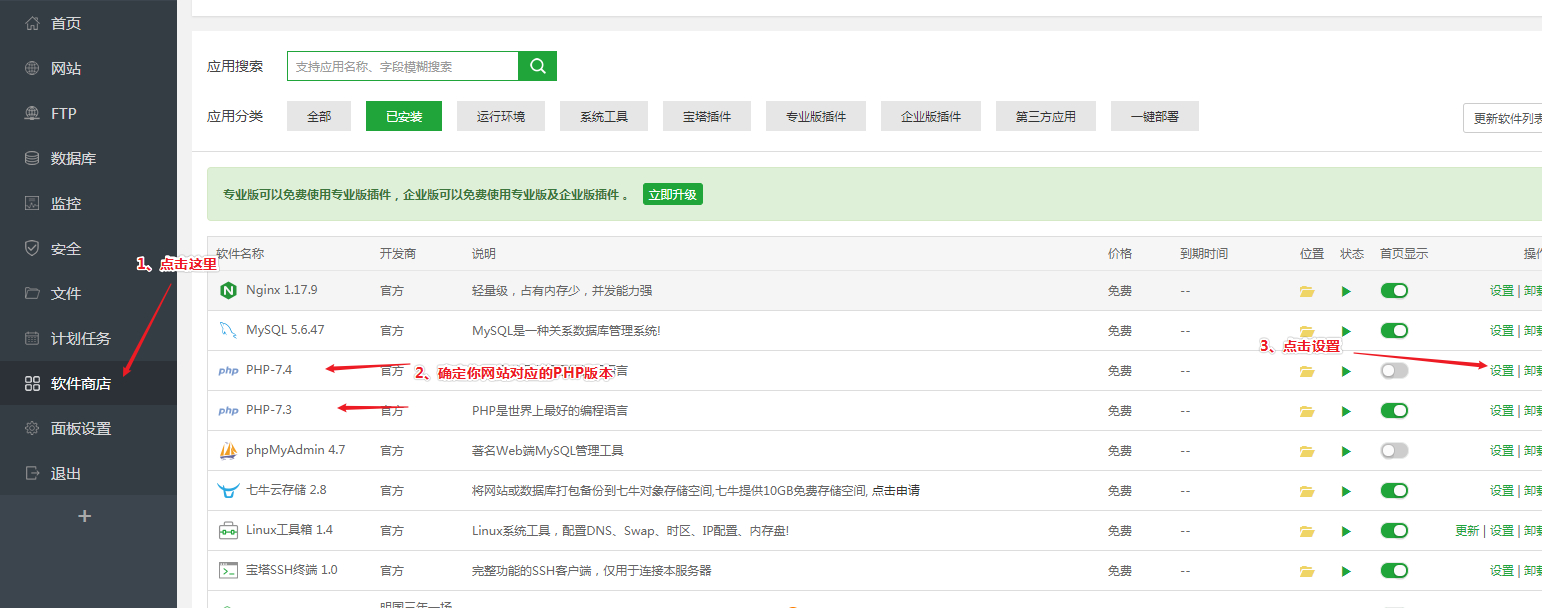 首页
网站
FTP
数据库
监控
安全
文件
计划任务
软件商店
面板设置
退出
+
1、点击这里
应用搜索 支持应用名称、字段模糊搜索
应用分类 全部 已安装 运行环境 系统工具 宝塔插件 专业版插件 企业版插件 第三方应用 一键部署
更新软件列表
专业版可以免费使用专业版插件，企业版可以免费使用专业版及企业版插件 。 立即升级
软件名称 开发商 说明 价格 到期时间 位置 状态 首页显示 操作
Nginx 1.17.9 官方 轻量级，占有内存少，并发能力强 免费 -- 设置 | 卸载
MySQL 5.6.47 官方 MySQL是一种关系数据库管理系统! 免费 -- 设置 | 卸载
3、点击设置
php PHP-7.4 官方 2、确定你网站对应的PHP版本 语言 免费 -- 设置 | 卸载
php PHP-7.3 官方 PHP是世界上最好的编程语言 免费 -- 设置 | 卸载
phpMyAdmin 4.7 官方 著名Web端MySQL管理工具 免费 -- 设置 | 卸载
七牛云存储 2.8 官方 将网站或数据库打包备份到七牛对象存储空间,七牛提供10GB免费存储空间, 点击申请 免费 -- 设置 | 卸载
Linux工具箱 1.4 官方 Linux系统工具，配置DNS、Swap、时区、IP配置、内存盘! 免费 -- 更新 | 设置 | 卸载
宝塔SSH终端 1.0 官方 完整功能的SSH客户端，仅用于连接本服务器 免费 -- 设置 | 卸载